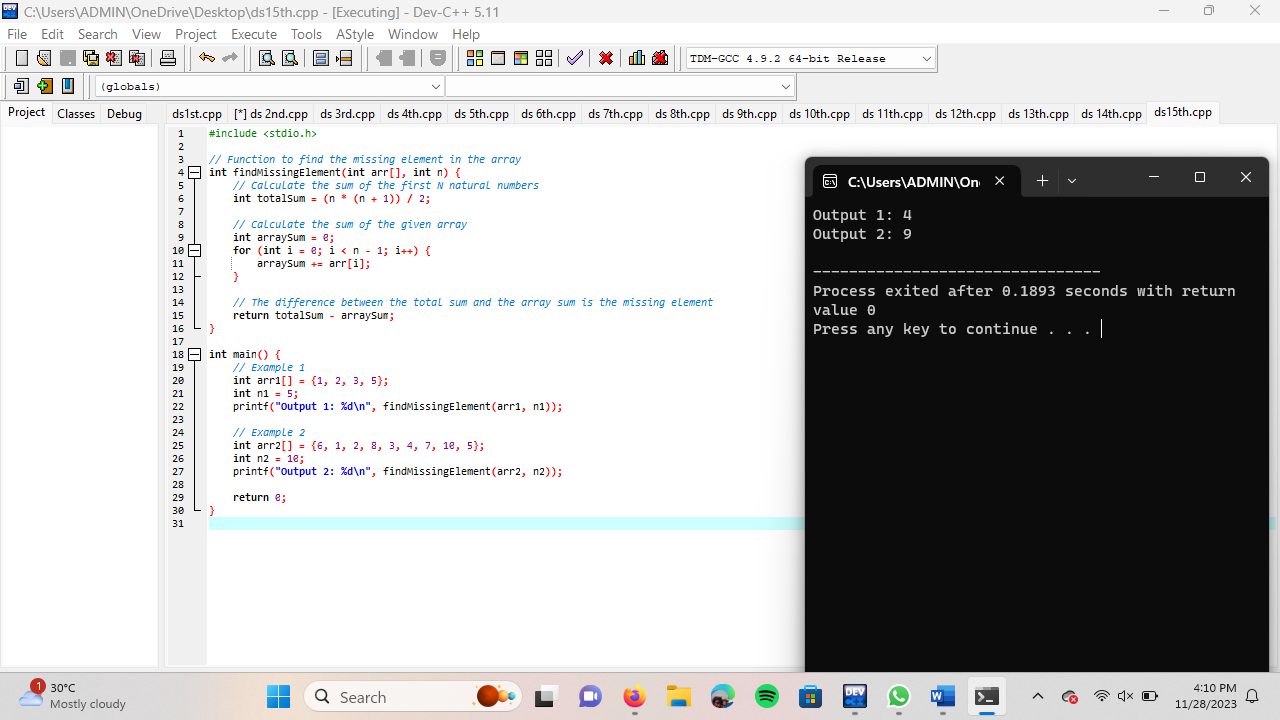 C:\Users\ADMIN\OneDrive\Desktop\ds15th.cpp - [Executing] - Dev-C++ 5.11
File Edit Search View Project Execute Tools AStyle Window Help
TDM-GCC 4.9.2 64-bit Release
(globals)
Project Classes Debug
ds1st.cpp [*] ds 2nd.cpp ds 3rd.cpp ds 4th.cpp ds 5th.cpp ds 6th.cpp ds 7th.cpp ds 8th.cpp ds 9th.cpp ds 10th.cpp ds 11th.cpp ds 12th.cpp ds 13th.cpp ds 14th.cpp ds15th.cpp
1 #include <stdio.h>
2
3 // Function to find the missing element in the array
4 int findMissingElement(int arr[], int n) {
5 // Calculate the sum of the first N natural numbers
6 int totalSum = (n * (n + 1)) / 2;
7
8 // Calculate the sum of the given array
9 int arraySum = 0;
10 for (int i = 0; i < n - 1; i++) {
11 arraySum += arr[i];
12 }
13
14 // The difference between the total sum and the array sum is the missing element
15 return totalSum - arraySum;
16 }
17
18 int main() {
19 // Example 1
20 int arr1[] = {1, 2, 3, 5};
21 int n1 = 5;
22 printf("Output 1: %d\n", findMissingElement(arr1, n1));
23
24 // Example 2
25 int arr2[] = {6, 1, 2, 8, 3, 4, 7, 10, 5};
26 int n2 = 10;
27 printf("Output 2: %d\n", findMissingElement(arr2, n2));
28
29 return 0;
30 }
31
C:\Users\ADMIN\On
Output 1: 4
Output 2: 9
--------------------------------
Process exited after 0.1893 seconds with return
value 0
Press any key to continue . . .
1
30°C
Mostly cloudy
Search
DEV
4:10 PM
11/28/2023